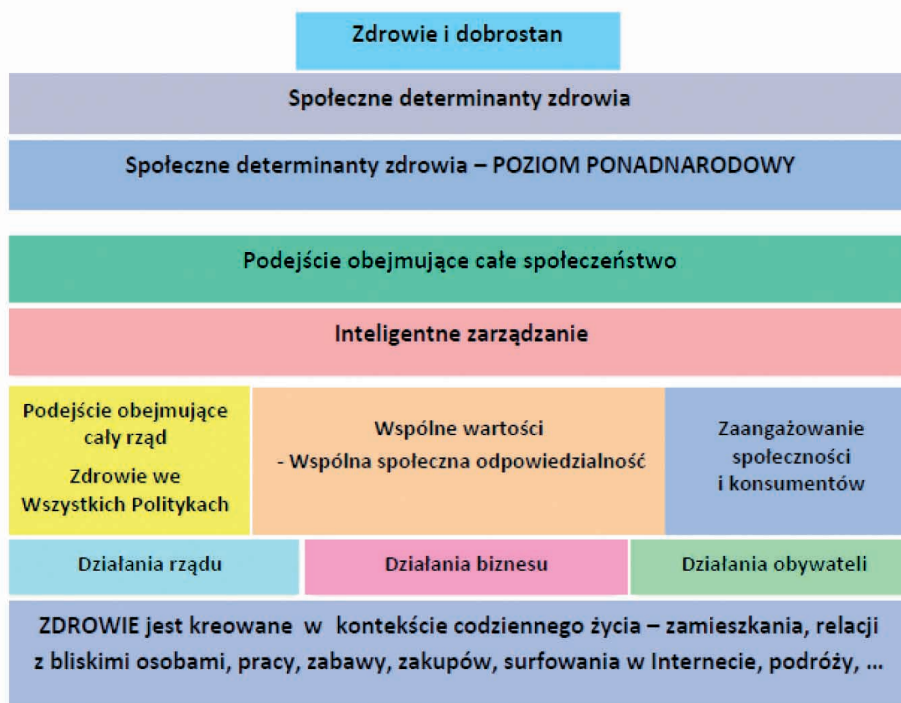 Zdrowie i dobrostan
Społeczne determinanty zdrowia
Społeczne determinanty zdrowia – POZIOM PONADNARODOWY
Podejście obejmujące całe społeczeństwo
Inteligentne zarządzanie
Podejście obejmujące
cały rząd
Zdrowie we
Wszystkich Politykach
Wspólne wartości
- Wspólna społeczna odpowiedzialność
Zaangażowanie
społeczności
i konsumentów
Działania rządu
Działania biznesu
Działania obywateli
ZDROWIE jest kreowane w kontekście codziennego życia – zamieszkania, relacji
z bliskimi osobami, pracy, zabawy, zakupów, surfowania w Internecie, podróży, ...